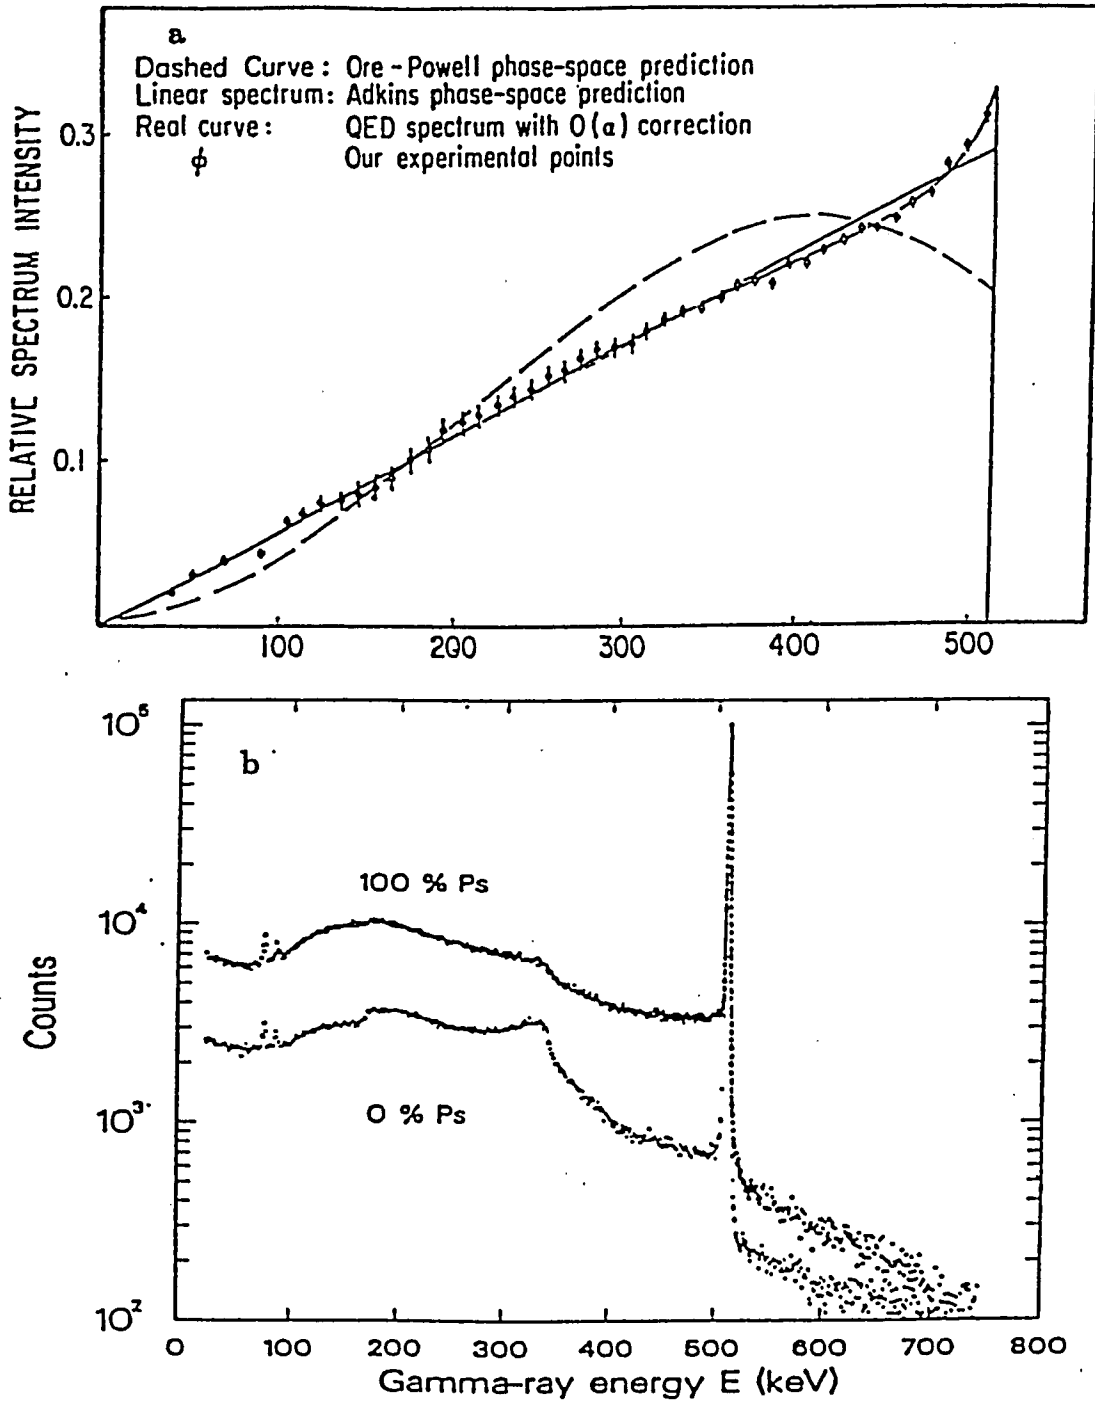 a
Dashed Curve: Ore-Powell phase-space prediction
Linear spectrum: Adkins phase-space prediction
Real curve: QED spectrum with O(α) correction
ϕ Our experimental points
RELATIVE SPECTRUM INTENSITY
0.3
0.2
0.1
100 200 300 400 500
b
10⁵
10⁴
10³
10²
Counts
100 % Ps
0 % Ps
0 100 200 300 400 500 600 700 800
Gamma-ray energy E (keV)